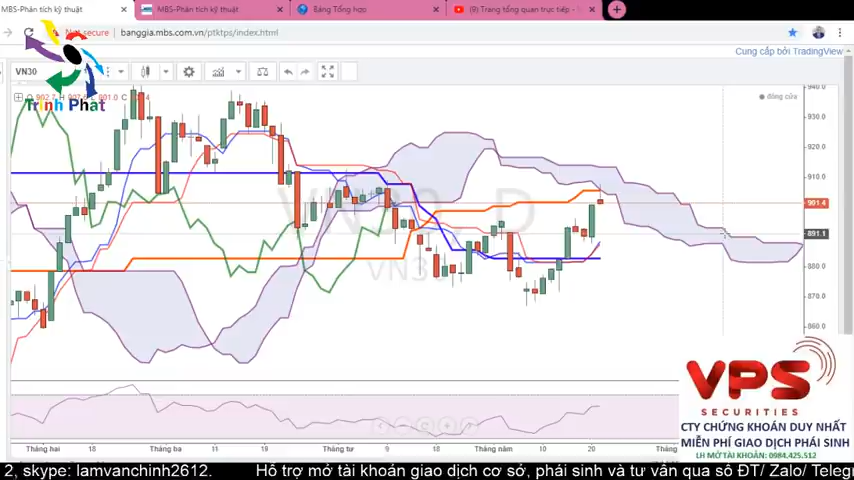 MBS-Phân tích kỹ thuật
MBS-Phân tích kỹ thuật
Bảng Tổng hợp
(9) Trang tổng quan trực tiếp -
Not secure
banggia.mbs.com.vn/ptktps/index.html
Cung cấp bởi TradingView
VN30
Trịnh Phát
940.0
đóng cửa
930.0
920.0
910.0
901.4
891.1
880.0
870.0
860.0
VN30, D
VN30
Tháng hai
18
Tháng ba
11
18
Tháng tư
9
18
Tháng năm
10
20
VPS
SECURITIES
CTY CHỨNG KHOÁN DUY NHẤT
MIỄN PHÍ GIAO DỊCH PHÁI SINH
LH MỞ TÀI KHOẢN: 0984.425.512
2, skype: lamvanchinh2612.
Hỗ trợ mở tài khoản giao dịch cơ sở, phái sinh và tư vấn qua số ĐT/ Zalo/ Telegr